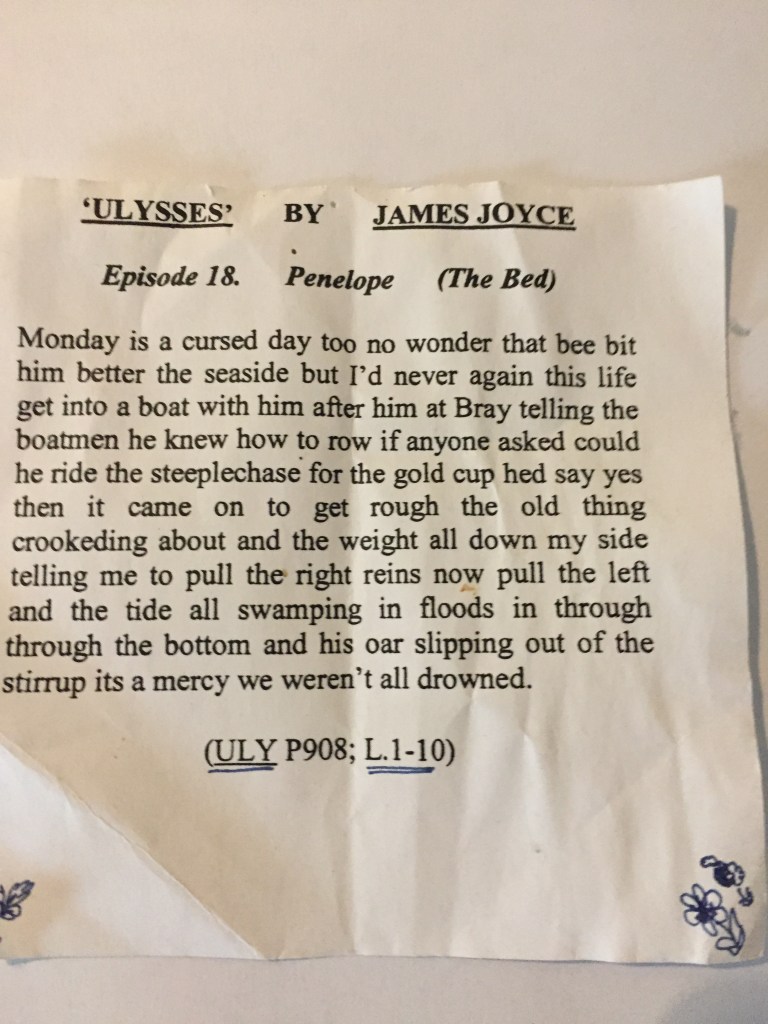 ‘ULYSSES’ BY JAMES JOYCE
Episode 18. Penelope (The Bed)
Monday is a cursed day too no wonder that bee bit
him better the seaside but I’d never again this life
get into a boat with him after him at Bray telling the
boatmen he knew how to row if anyone asked could
he ride the steeplechase for the gold cup hed say yes
then it came on to get rough the old thing
crookeding about and the weight all down my side
telling me to pull the right reins now pull the left
and the tide all swamping in floods in through
through the bottom and his oar slipping out of the
stirrup its a mercy we weren’t all drowned.
(ULY P908; L.1-10)